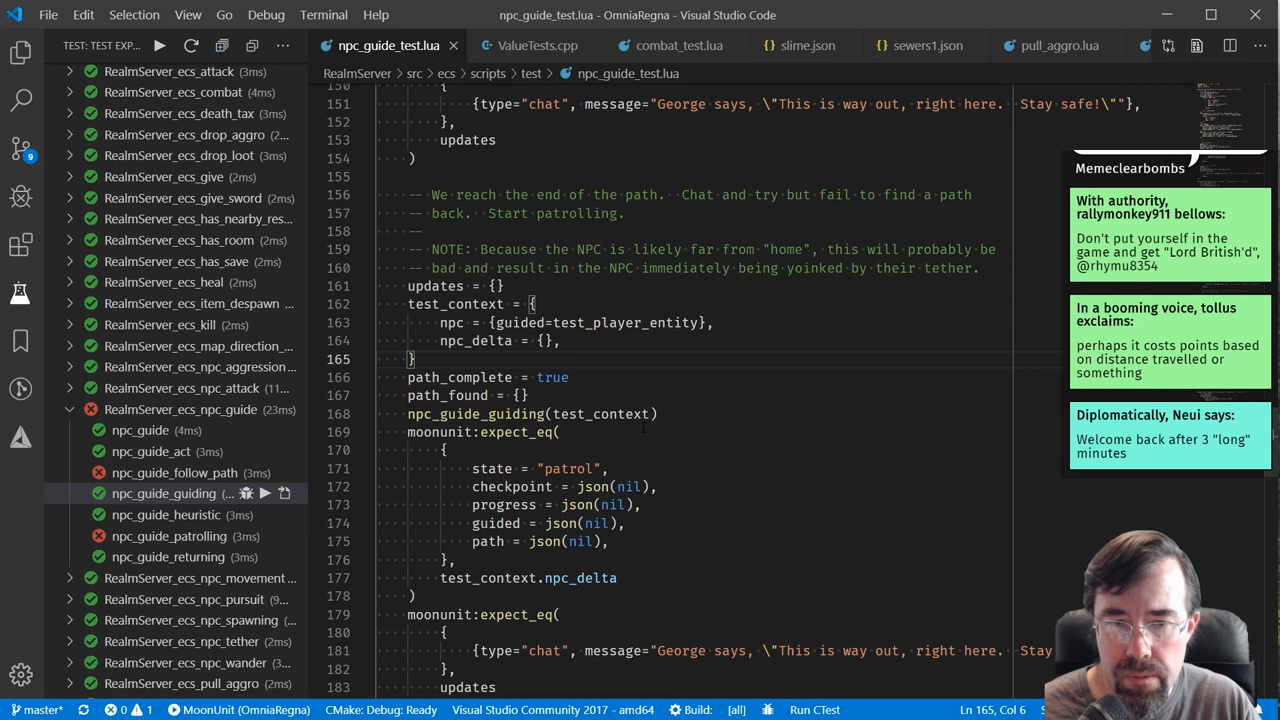 File Edit Selection View Go Debug Terminal Help
npc_guide_test.lua - OmniaRegna - Visual Studio Code
TEST: TEST EXP...
npc_guide_test.lua
ValueTests.cpp
combat_test.lua
slime.json
sewers1.json
pull_aggro.lua
RealmServer > src > ecs > scripts > test > npc_guide_test.lua
RealmServer_ecs_attack (3ms)
RealmServer_ecs_combat (4ms)
RealmServer_ecs_death_tax (3ms)
RealmServer_ecs_drop_aggro (2...
RealmServer_ecs_drop_loot (5ms)
RealmServer_ecs_give (2ms)
RealmServer_ecs_give_sword (2ms)
RealmServer_ecs_has_nearby_res...
RealmServer_ecs_has_room (2ms)
RealmServer_ecs_has_save (2ms)
RealmServer_ecs_heal (2ms)
RealmServer_ecs_item_despawn ...
RealmServer_ecs_kill (2ms)
RealmServer_ecs_map_direction_...
RealmServer_ecs_npc_aggression ...
RealmServer_ecs_npc_attack (11...
RealmServer_ecs_npc_guide (23ms)
npc_guide (4ms)
npc_guide_act (3ms)
npc_guide_follow_path (3ms)
npc_guide_guiding (...
npc_guide_heuristic (3ms)
npc_guide_patrolling (3ms)
npc_guide_returning (3ms)
RealmServer_ecs_npc_movement ...
RealmServer_ecs_npc_pursuit (9...
RealmServer_ecs_npc_spawning (...
RealmServer_ecs_npc_tether (2ms)
RealmServer_ecs_npc_wander (3...
RealmServer_ecs_pull_aggro (2ms)
9
150 {
151 {type="chat", message="George says, \"This is way out, right here.  Stay safe!\""},
152 },
153 updates
154 )
155
156 -- We reach the end of the path.  Chat and try but fail to find a path
157 -- back.  Start patrolling.
158 --
159 -- NOTE: Because the NPC is likely far from "home", this will probably be
160 -- bad and result in the NPC immediately being yoinked by their tether.
161 updates = {}
162 test_context = {
163 npc = {guided=test_player_entity},
164 npc_delta = {},
165 }
166 path_complete = true
167 path_found = {}
168 npc_guide_guiding(test_context)
169 moonunit:expect_eq(
170 {
171 state = "patrol",
172 checkpoint = json(nil),
173 progress = json(nil),
174 guided = json(nil),
175 path = json(nil),
176 },
177 test_context.npc_delta
178 )
179 moonunit:expect_eq(
180 {
181 {type="chat", message="George says, \"This is way out, right here.  Stay
182 },
183 updates
Memeclearbombs
With authority,
rallymonkey911 bellows:
Don't put yourself in the
game and get "Lord British'd",
@rhymu8354
In a booming voice, tollus
exclaims:
perhaps it costs points based
on distance travelled or
something
Diplomatically, Neui says:
Welcome back after 3 "long"
minutes
master* 0 1 MoonUnit (OmniaRegna) CMake: Debug: Ready Visual Studio Community 2017 - amd64 Build: [all] Run CTest Ln 165, Col 6